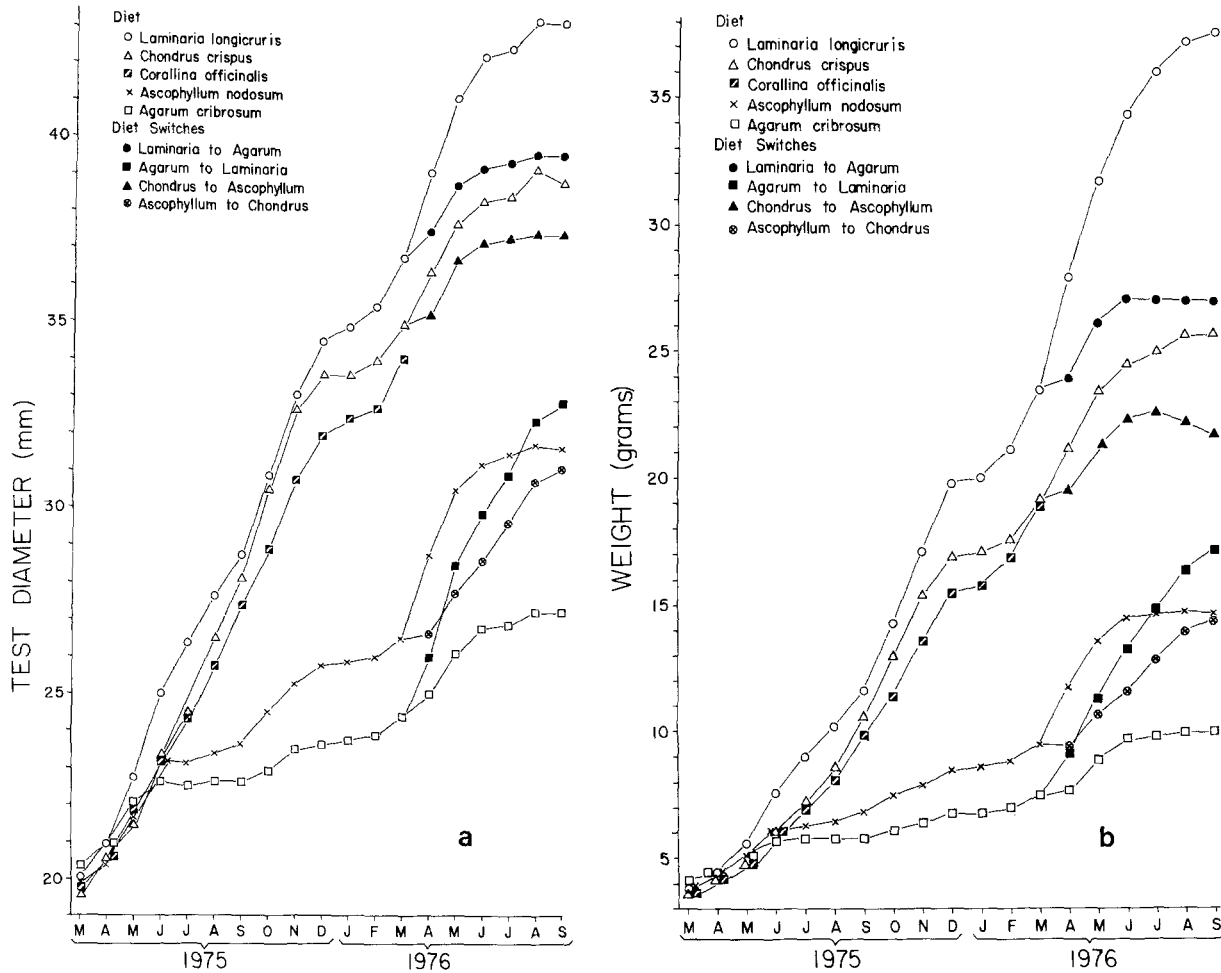 Diet
Laminaria longicruris
Chondrus crispus
Corallina officinalis
Ascophyllum nodosum
Agarum cribrosum
Diet Switches
Laminaria to Agarum
Agarum to Laminaria
Chondrus to Ascophyllum
Ascophyllum to Chondrus
TEST DIAMETER (mm)
40
35
30
25
20
a
M A M J J A S O N D J F M A M J J A S
1975 1976
Diet
Laminaria longicruris
Chondrus crispus
Corallina officinalis
Ascophyllum nodosum
Agarum cribrosum
Diet Switches
Laminaria to Agarum
Agarum to Laminaria
Chondrus to Ascophyllum
Ascophyllum to Chondrus
WEIGHT (grams)
35
30
25
20
15
10
5
b
M A M J J A S O N D J F M A M J J A S
1975 1976